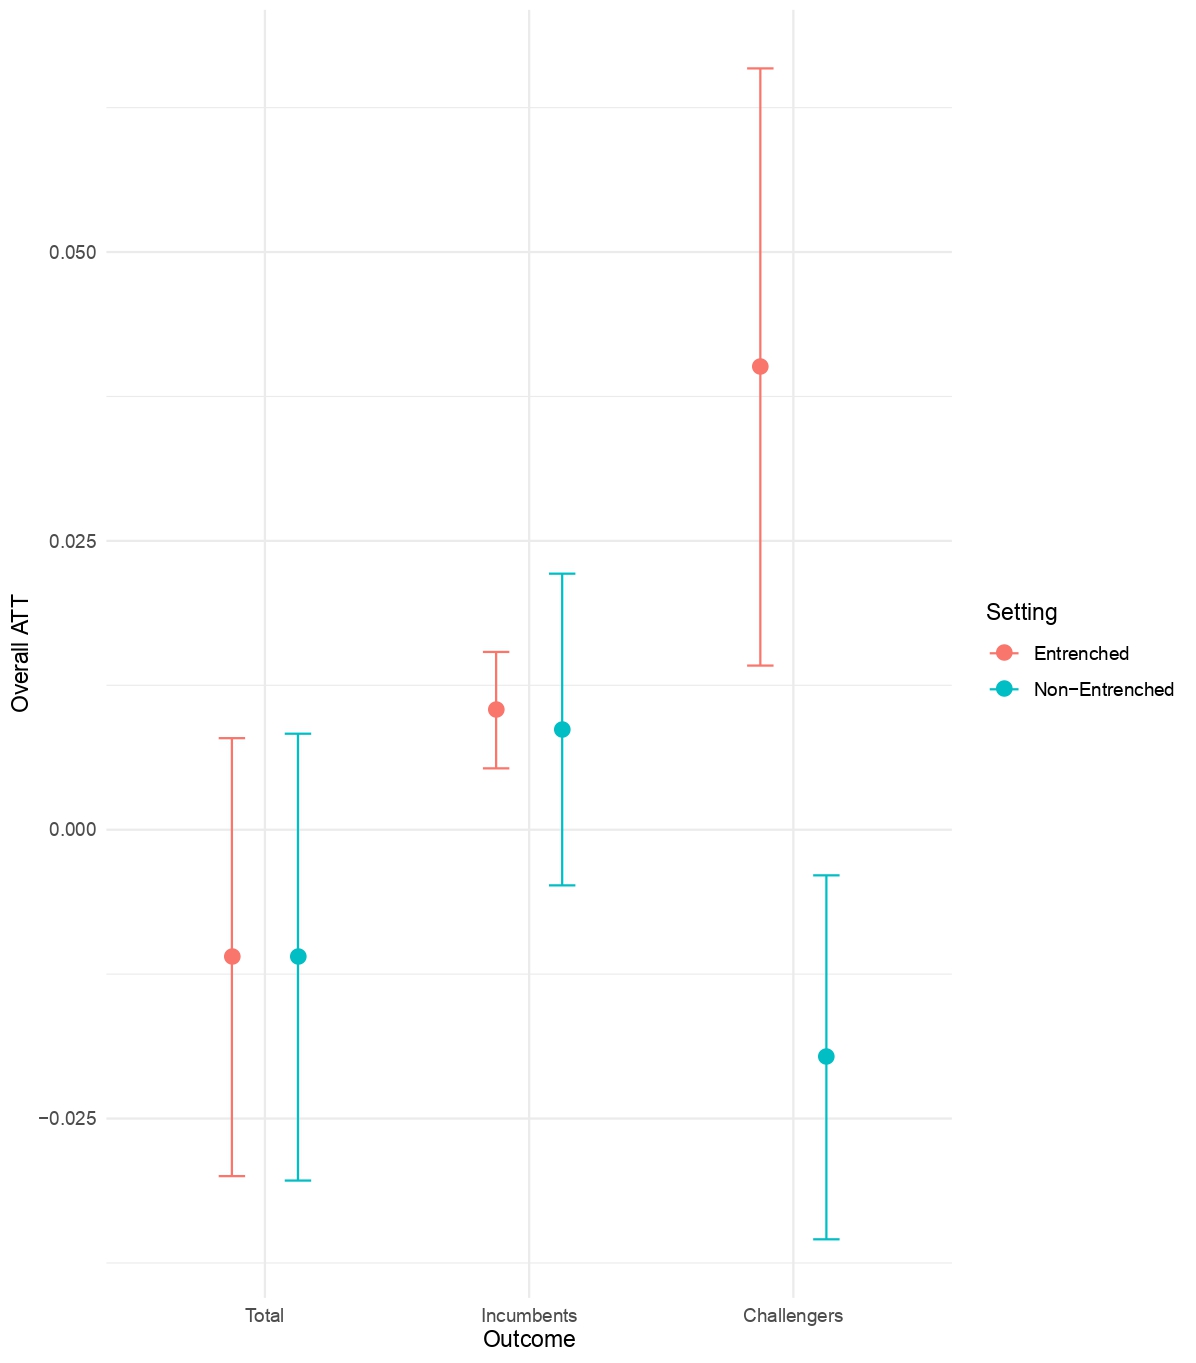 Overall ATT
0.050
0.025
0.000
−0.025
Total
Incumbents
Challengers
Outcome
Setting
Entrenched
Non−Entrenched